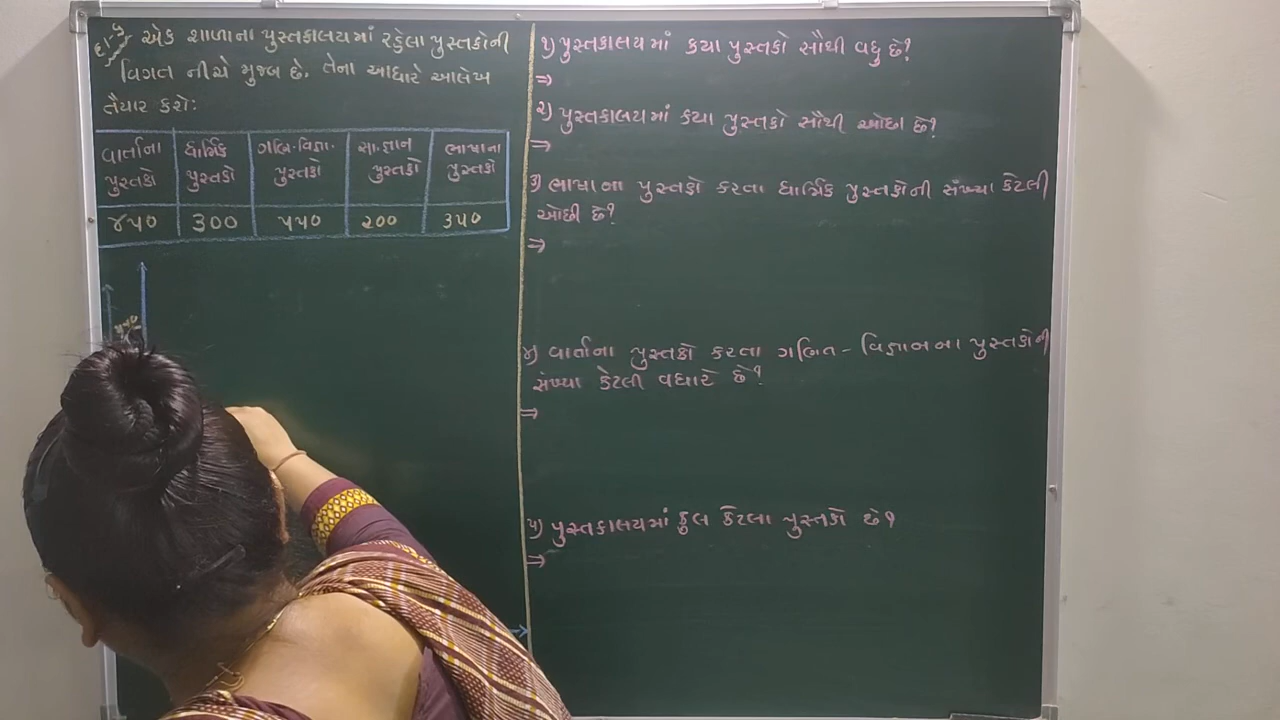 દા-૬ એક શાળાના પુસ્તકાલયમાં રહેલા પુસ્તકોની
વિગત નીચે મુજબ છે. તેના આધારે આલેખ
તૈયાર કરો:
વાર્તાના પુસ્તકો ધાર્મિક પુસ્તકો ગણિ-વિજ્ઞા. પુસ્તકો સા.જ્ઞાન પુસ્તકો ભાષાના પુસ્તકો
૪૫૦ 300 ૫૫૦ ૨૦૦ ૩૫૦
૧) પુસ્તકાલયમાં કયા પુસ્તકો સૌથી વધુ છે?
⇒
૨) પુસ્તકાલયમાં કયા પુસ્તકો સૌથી ઓછા છે?
⇒
૩) ભાષાના પુસ્તકો કરતા ધાર્મિક પુસ્તકોની સંખ્યા કેટલી
ઓછી છે?
⇒
૪) વાર્તાના પુસ્તકો કરતા ગણિત - વિજ્ઞાનના પુસ્તકોની
સંખ્યા કેટલી વધારે છે?
⇒
૫) પુસ્તકાલયમાં કુલ કેટલા પુસ્તકો છે?
⇒